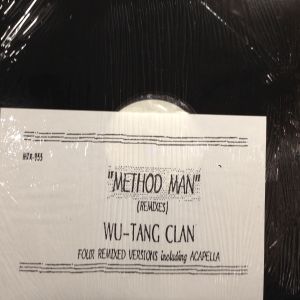 "METHOD MAN"
(REMIXES)
WU-TANG CLAN
FOUR REMIXED VERSIONS including ACAPELLA